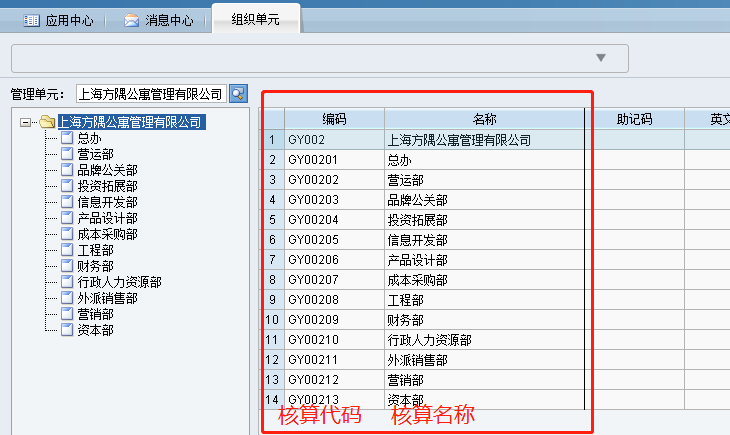 应用中心 消息中心 组织单元
管理单元： 上海方隅公寓管理有限公司
上海方隅公寓管理有限公司
总办
营运部
品牌公关部
投资拓展部
信息开发部
产品设计部
成本采购部
工程部
财务部
行政人力资源部
外派销售部
营销部
资本部
编码 名称 助记码 英文
1 GY002 上海方隅公寓管理有限公司
2 GY00201 总办
3 GY00202 营运部
4 GY00203 品牌公关部
5 GY00204 投资拓展部
6 GY00205 信息开发部
7 GY00206 产品设计部
8 GY00207 成本采购部
9 GY00208 工程部
10 GY00209 财务部
11 GY00210 行政人力资源部
12 GY00211 外派销售部
13 GY00212 营销部
14 GY00213 资本部
核算代码 核算名称